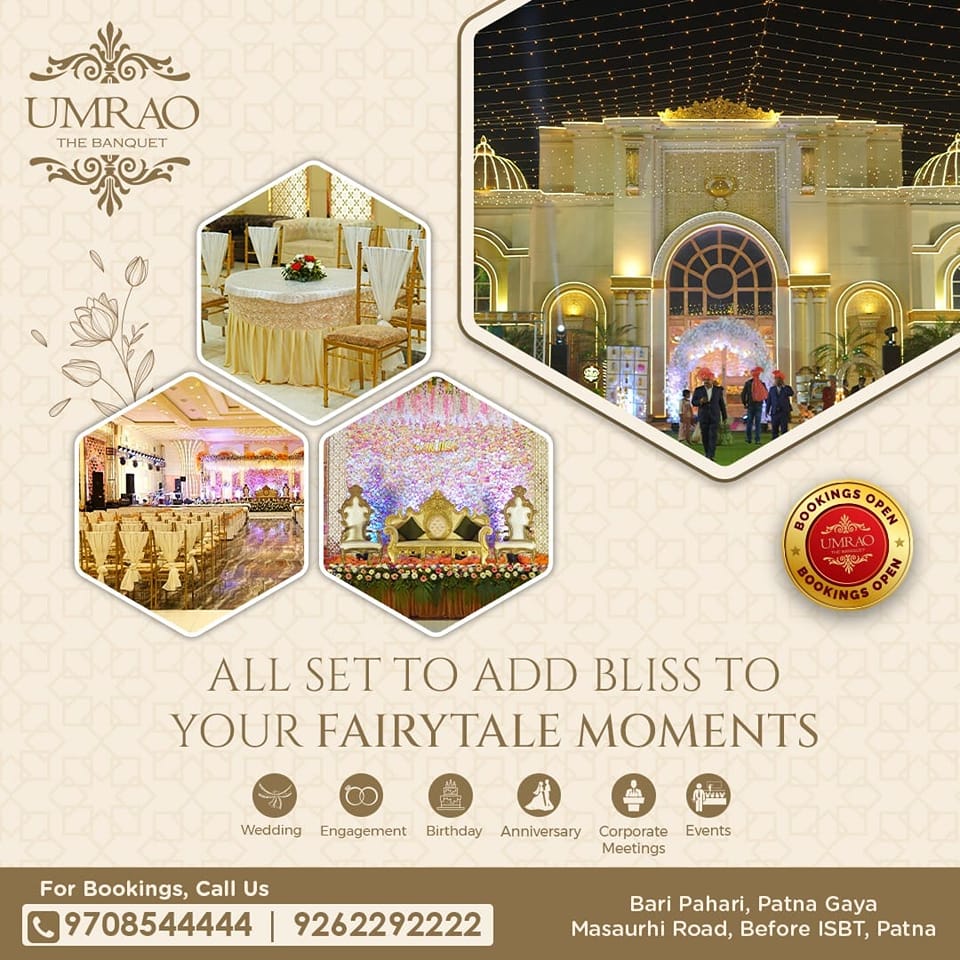 UMRAO
THE BANQUET
BOOKINGS OPEN
UMRAO
THE BANQUET
BOOKINGS OPEN
ALL SET TO ADD BLISS TO
YOUR FAIRYTALE MOMENTS
Wedding
Engagement
Birthday
Anniversary
Corporate
Meetings
Events
For Bookings, Call Us
9708544444 | 9262292222
Bari Pahari, Patna Gaya
Masaurhi Road, Before ISBT, Patna